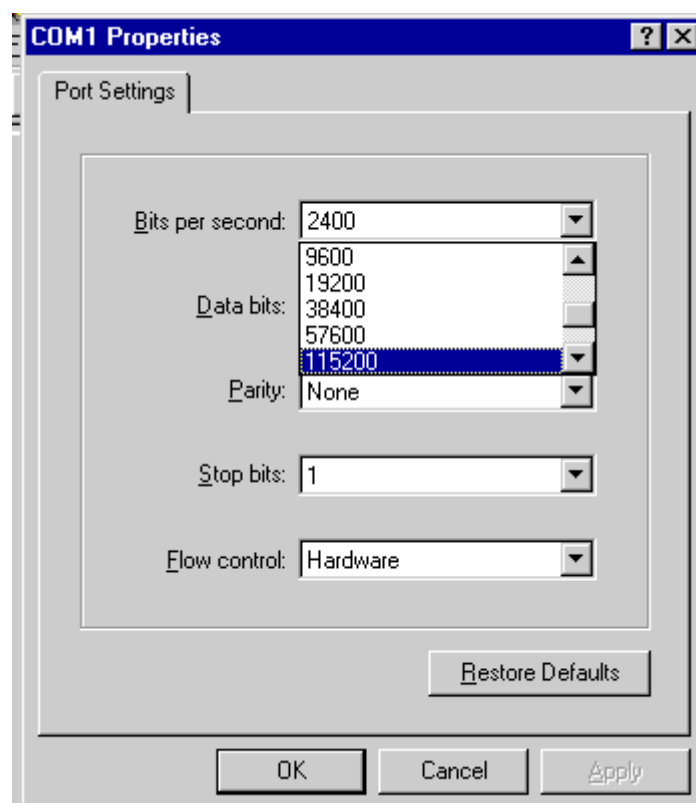 COM1 Properties
Port Settings
Bits per second: 2400
9600
19200
Data bits: 38400
57600
115200
Parity: None
Stop bits: 1
Flow control: Hardware
Restore Defaults
OK Cancel Apply